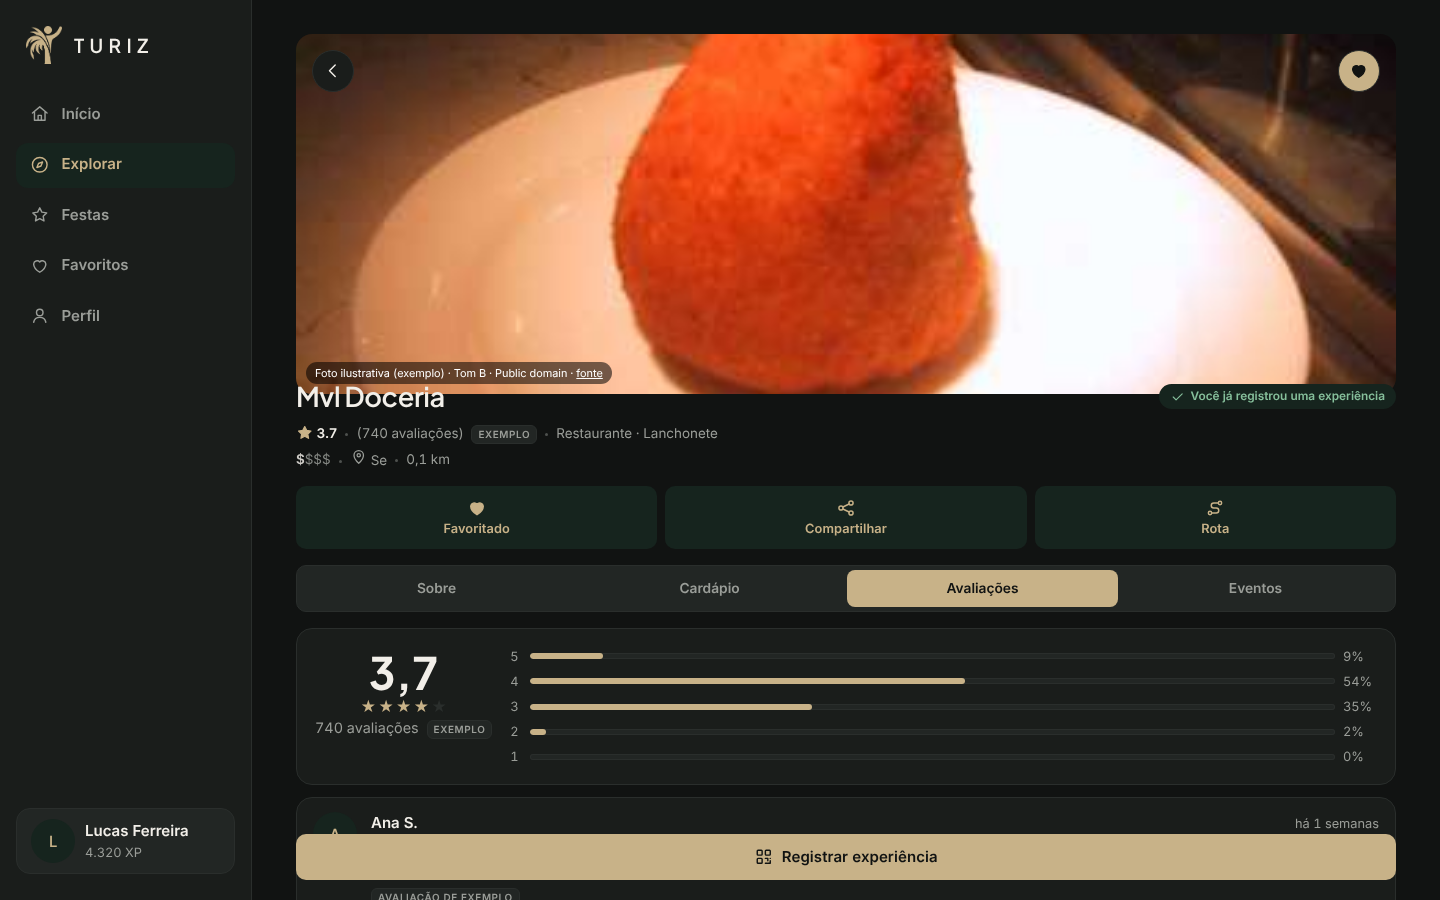 TURIZ
Início
Explorar
Festas
Favoritos
Perfil
Lucas Ferreira
L
4.320 XP
Foto ilustrativa (exemplo) · Tom B · Public domain · fonte
Mvl Doceria
Você já registrou uma experiência
3.7 · (740 avaliações) EXEMPLO · Restaurante · Lanchonete
$$$$ · Se · 0,1 km
Favoritado
Compartilhar
Rota
Sobre
Cardápio
Avaliações
Eventos
3,7
740 avaliações EXEMPLO
5 9%
4 54%
3 35%
2 2%
1 0%
Ana S.
há 1 semanas
Registrar experiência
AVALIAÇÃO DE EXEMPLO